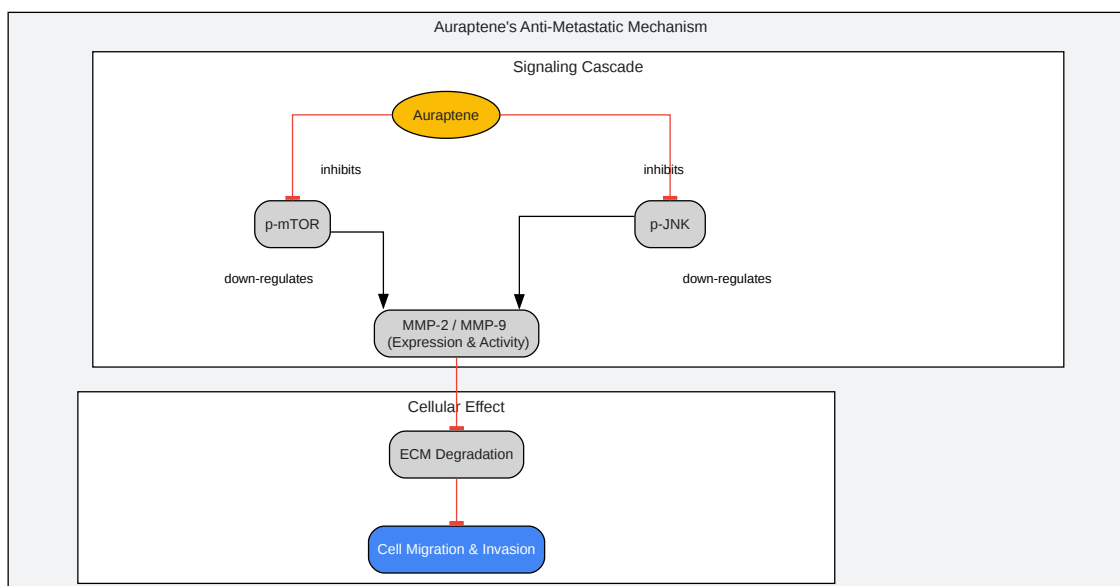 Auraptene's Anti-Metastatic Mechanism
Signaling Cascade
Auraptene
inhibits
inhibits
p-mTOR
p-JNK
down-regulates
down-regulates
MMP-2 / MMP-9
(Expression & Activity)
Cellular Effect
ECM Degradation
Cell Migration & Invasion